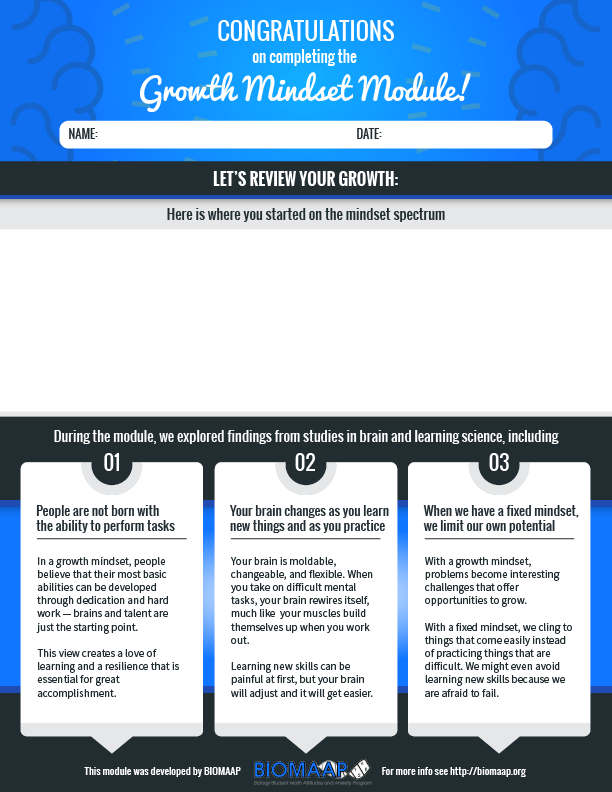 CONGRATULATIONS
on completing the
Growth Mindset Module!
NAME: DATE:
LET'S REVIEW YOUR GROWTH:
Here is where you started on the mindset spectrum
During the module, we explored findings from studies in brain and learning science, including
01
People are not born with
the ability to perform tasks
In a growth mindset, people
believe that their most basic
abilities can be developed
through dedication and hard
work — brains and talent are
just the starting point.
This view creates a love of
learning and a resilience that is
essential for great
accomplishment.
02
Your brain changes as you learn
new things and as you practice
Your brain is moldable,
changeable, and flexible. When
you take on difficult mental
tasks, your brain rewires itself,
much like your muscles build
themselves up when you work
out.
Learning new skills can be
painful at first, but your brain
will adjust and it will get easier.
03
When we have a fixed mindset,
we limit our own potential
With a growth mindset,
problems become interesting
challenges that offer
opportunities to grow.
With a fixed mindset, we cling to
things that come easily instead
of practicing things that are
difficult. We might even avoid
learning new skills because we
are afraid to fail.
This module was developed by BIOMAAP
BIOMAAP
Biology Student Math Attitudes and Anxiety Program
For more info see http://biomaap.org